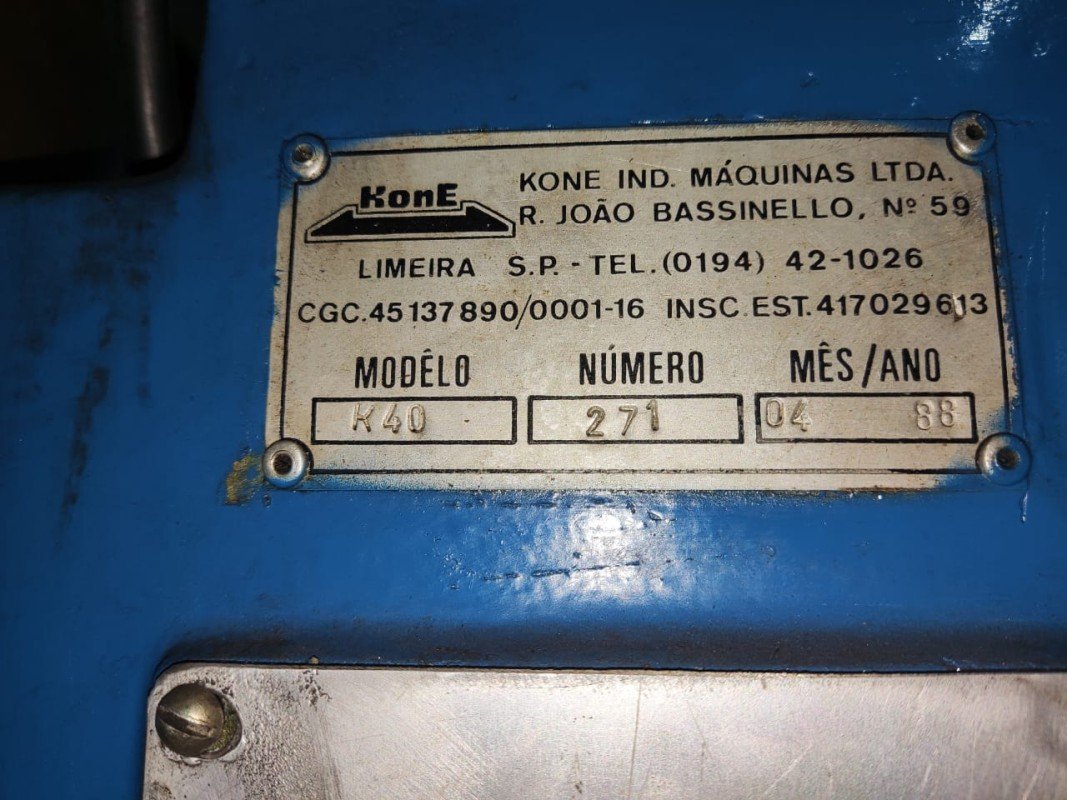 KonE
KONE IND. MÁQUINAS LTDA.
R. JOÃO BASSINELLO, Nº 59
LIMEIRA S.P. - TEL. (0194) 42-1026
CGC. 45137890/0001-16 INSC. EST. 417029613
MODÊLO NÚMERO MÊS/ANO
K40 271 04 88